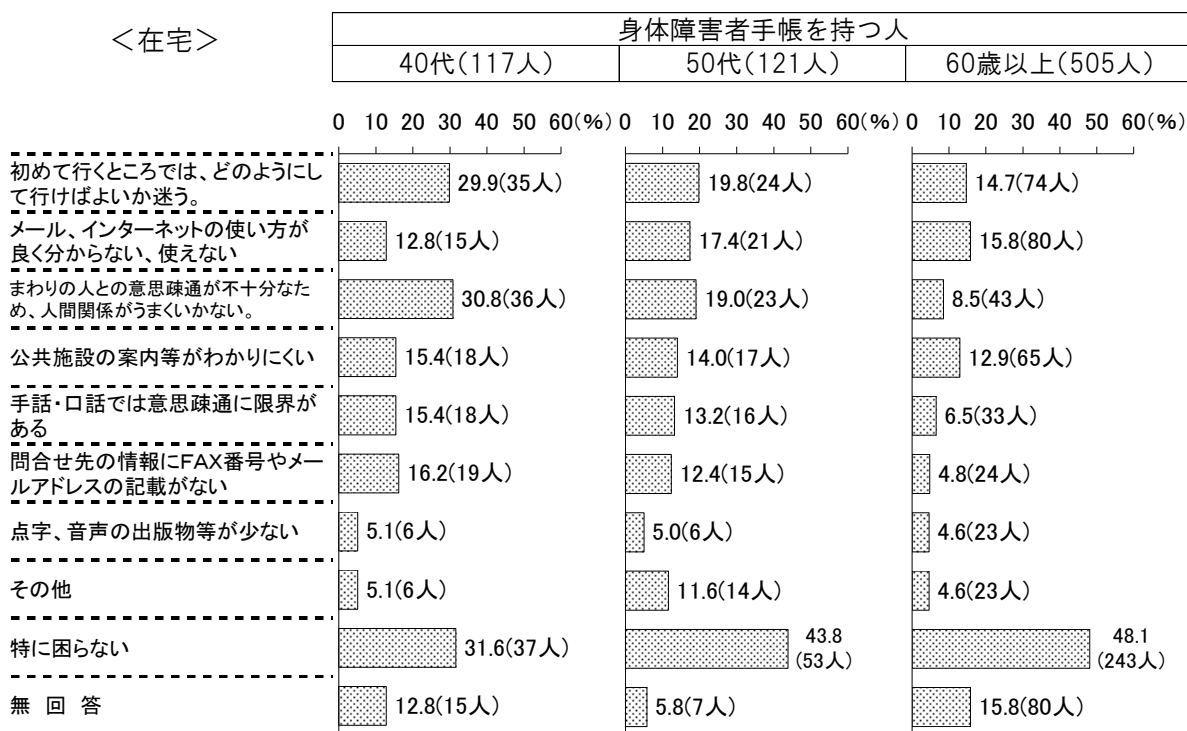 <在宅>
身体障害者手帳を持つ人
40代(117人) 50代(121人) 60歳以上(505人)
0 10 20 30 40 50 60(%) 0 10 20 30 40 50 60(%) 0 10 20 30 40 50 60(%)
初めて行くところでは、どのようにし
て行けばよいか迷う。
29.9(35人) 19.8(24人) 14.7(74人)
メール、インターネットの使い方が
良く分からない、使えない
12.8(15人) 17.4(21人) 15.8(80人)
まわりの人との意思疎通が不十分なた
め、人間関係がうまくいかない。
30.8(36人) 19.0(23人) 8.5(43人)
公共施設の案内等がわかりにくい
15.4(18人) 14.0(17人) 12.9(65人)
手話・口話では意思疎通に限界が
ある
15.4(18人) 13.2(16人) 6.5(33人)
問合せ先の情報にFAX番号やメー
ルアドレスの記載がない
16.2(19人) 12.4(15人) 4.8(24人)
点字、音声の出版物等が少ない
5.1(6人) 5.0(6人) 4.6(23人)
その他
5.1(6人) 11.6(14人) 4.6(23人)
特に困らない
31.6(37人) 43.8 (53人) 48.1 (243人)
無 回 答
12.8(15人) 5.8(7人) 15.8(80人)